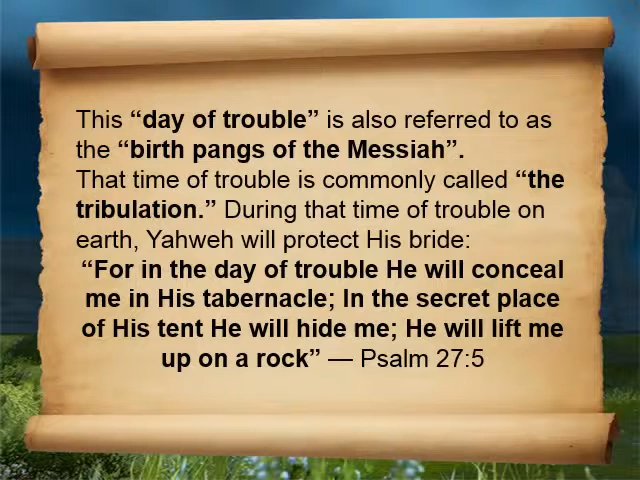 This “day of trouble” is also referred to as
the “birth pangs of the Messiah”.
That time of trouble is commonly called “the
tribulation.” During that time of trouble on
earth, Yahweh will protect His bride:
“For in the day of trouble He will conceal
me in His tabernacle; In the secret place
of His tent He will hide me; He will lift me
up on a rock” — Psalm 27:5